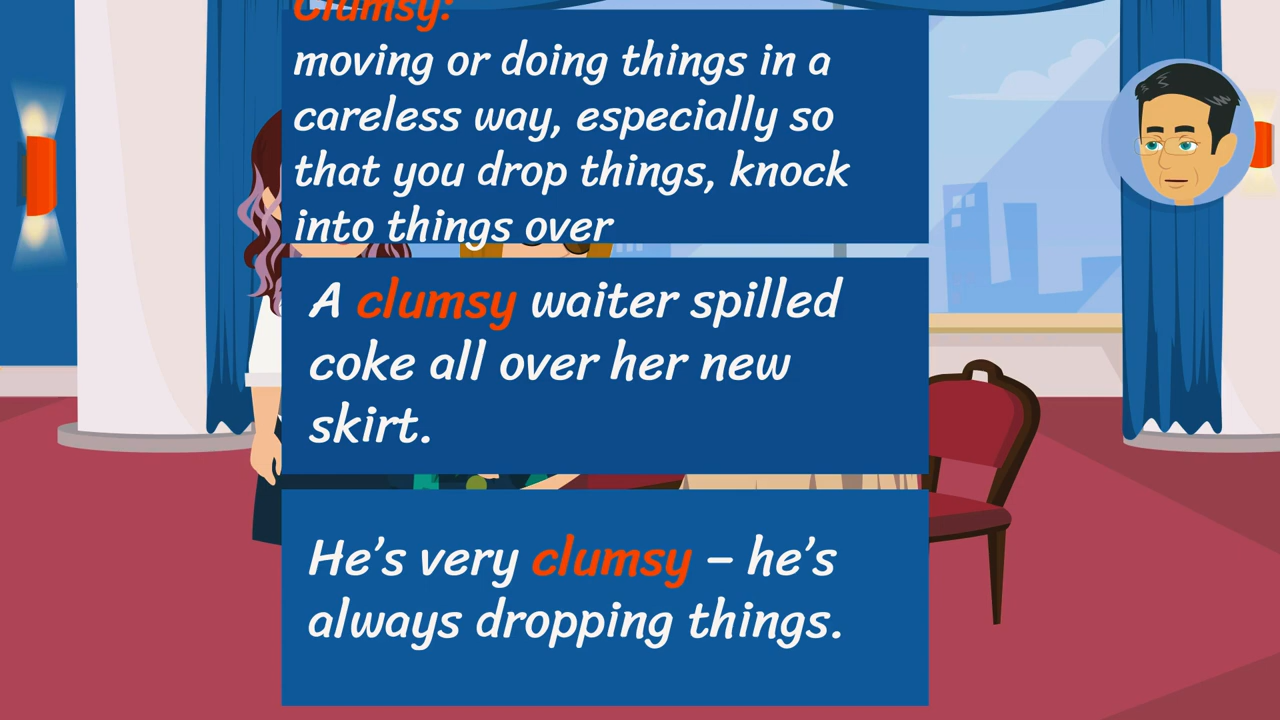 Clumsy:
moving or doing things in a
careless way, especially so
that you drop things, knock
into things over
A clumsy waiter spilled
coke all over her new
skirt.
He's very clumsy – he's
always dropping things.